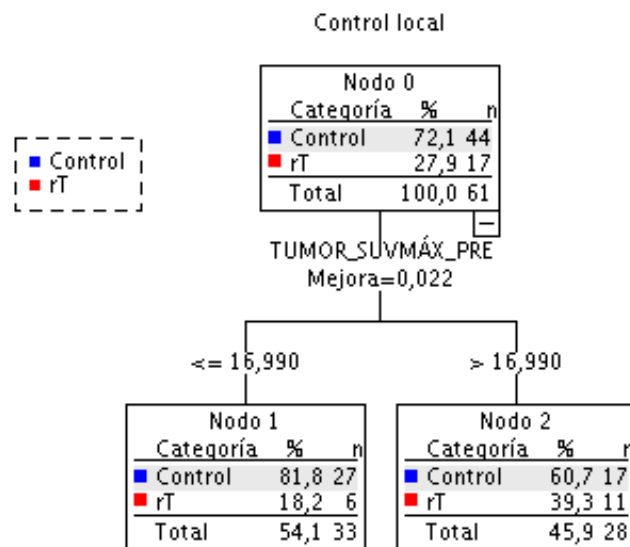 Control local
Control
rT
Nodo 0
Categoría % n
Control 72,1 44
rT 27,9 17
Total 100,0 61
TUMOR_SUVMÁX_PRE
Mejora=0,022
<= 16,990
> 16,990
Nodo 1
Categoría % n
Control 81,8 27
rT 18,2 6
Total 54,1 33
Nodo 2
Categoría % n
Control 60,7 17
rT 39,3 11
Total 45,9 28